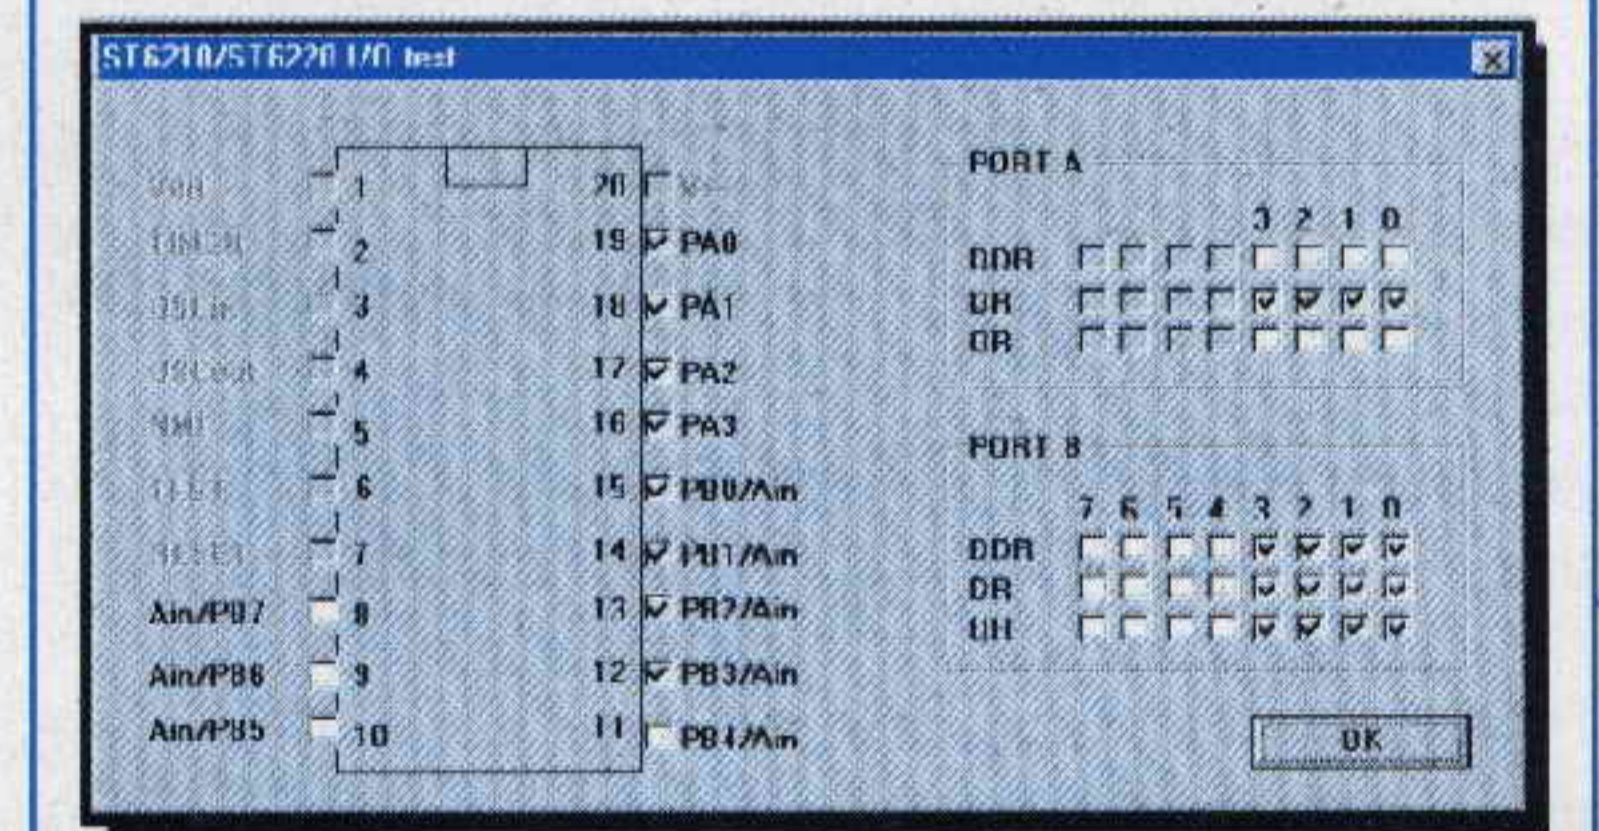 ST6210/ST6220 I/O test
1
2
3
4
5
6
7
Ain/PB7 8
Ain/PB6 9
Ain/PB5 10
20
19 PA0
18 PA1
17 PA2
16 PA3
15 PB0/Ain
14 PB1/Ain
13 PB2/Ain
12 PB3/Ain
11 PB4/Ain
PORT A
3 2 1 0
DDR
DR
OR
PORT B
7 6 5 4 3 2 1 0
DDR
DR
OR
OK